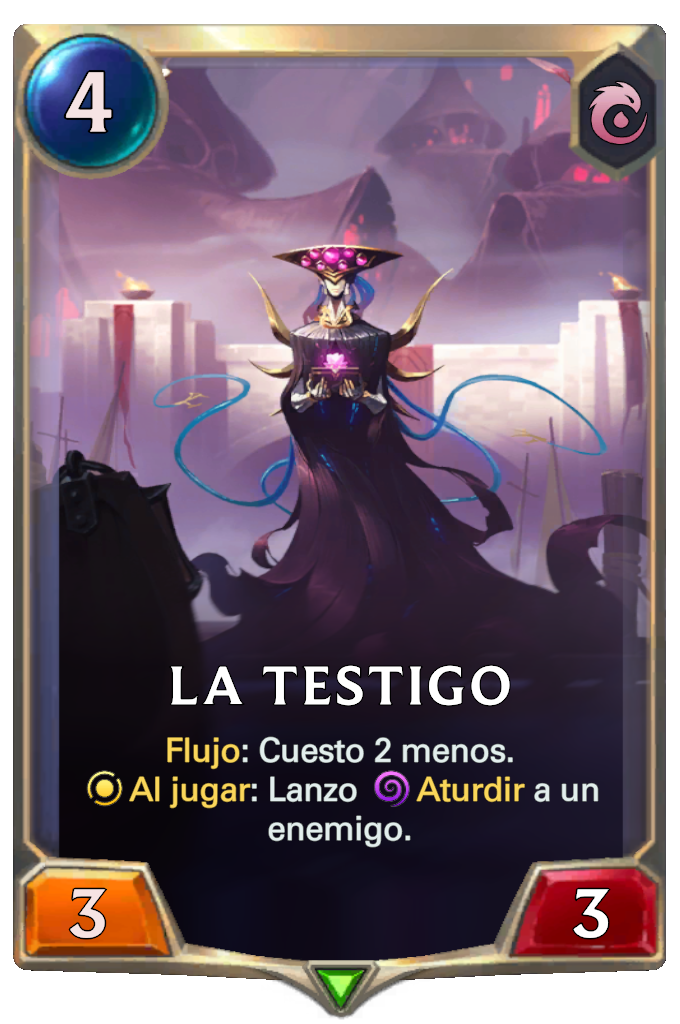 4
LA TESTIGO
Flujo: Cuesto 2 menos.
Al jugar: Lanzo Aturdir a un
enemigo.
3
3